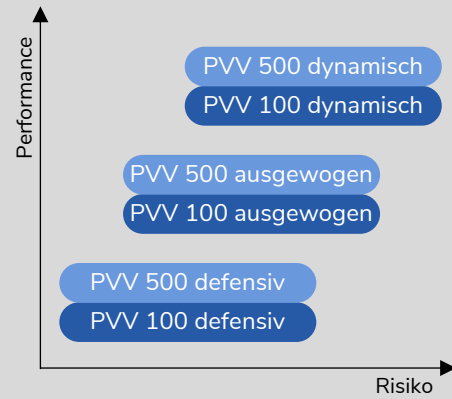 Performance
PVV 500 dynamisch
PVV 100 dynamisch
PVV 500 ausgewogen
PVV 100 ausgewogen
PVV 500 defensiv
PVV 100 defensiv
Risiko